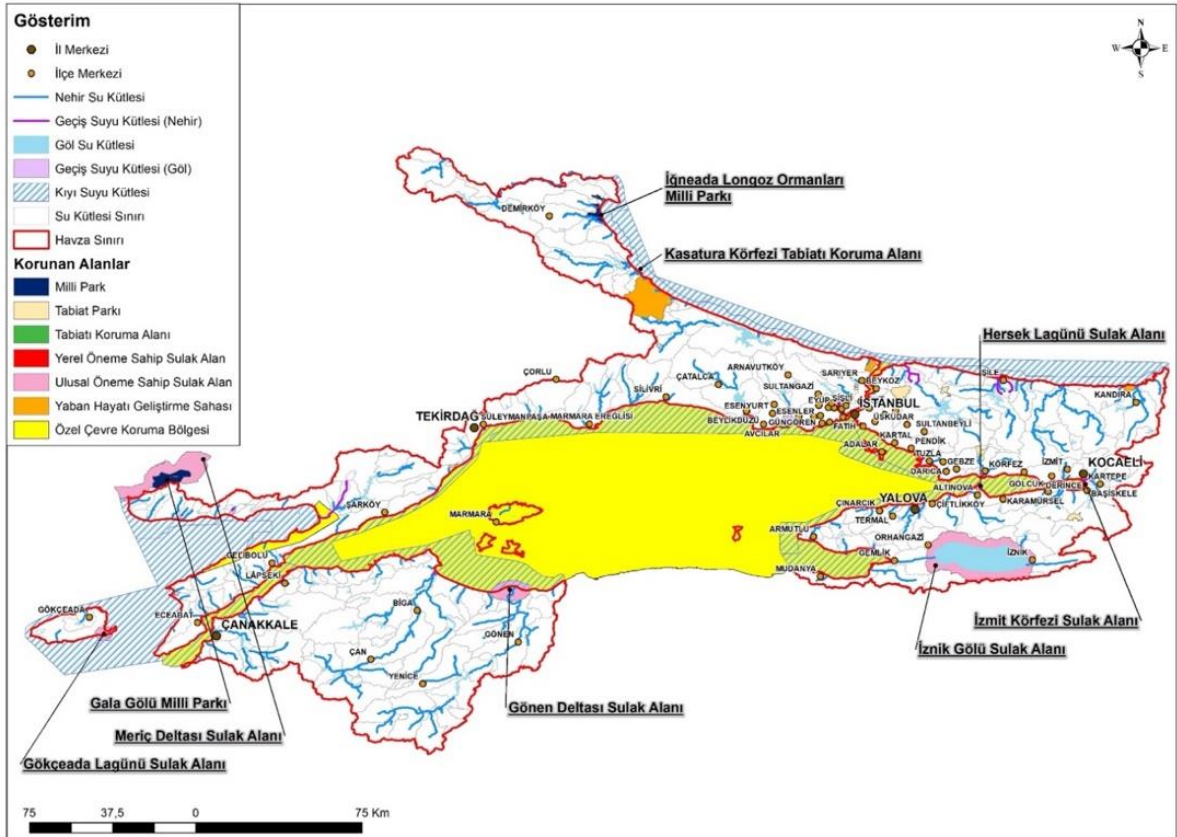 Gösterim
İl Merkezi
İlçe Merkezi
Nehir Su Kütlesi
Geçiş Suyu Kütlesi (Nehir)
Göl Su Kütlesi
Geçiş Suyu Kütlesi (Göl)
Kıyı Suyu Kütlesi
Su Kütlesi Sınırı
Havza Sınırı
Korunan Alanlar
Milli Park
Tabiat Parkı
Tabiatı Koruma Alanı
Yerel Öneme Sahip Sulak Alan
Ulusal Öneme Sahip Sulak Alan
Yaban Hayatı Geliştirme Sahası
Özel Çevre Koruma Bölgesi
N
W
E
S
İğneada Longoz Ormanları
Milli Parkı
DEMİRKÖY
Kasatura Körfezi Tabiatı Koruma Alanı
Hersek Lagünü Sulak Alanı
ÇORLU
SİLİVRİ
ÇATALCA
ARNAVUTKÖY
SULTANGAZİ
SARIYER
BEYKOZ
ŞİLE
KANDIRA
TEKİRDAĞ
SÜLEYMANPAŞA
MARMARA EREĞLİSİ
ESENYURT
BEYLİKDÜZÜ
AVCILAR
ESENLER
GÜNGÖREN
EYÜP
ŞİŞLİ
FATİH
İSTANBUL
ÜSKÜDAR
SULTANBEYLİ
KARTAL
PENDİK
ADALAR
TUZLA
GEBZE
DARICA
KÖRFEZ
İZMİT
KOCAELİ
KARTEPE
DERİNCE
GÖLCÜK
BAŞİSKELE
KARAMÜRSEL
ALTINOVA
ÇİFTLİKKÖY
YALOVA
ÇINARCIK
TERMAL
ARMUTLU
ORHANGAZİ
GEMLİK
İZNİK
MUDANYA
ŞARKÖY
MARMARA
GELİBOLU
LAPSEKİ
GÖKÇEADA
ECEABAT
ÇANAKKALE
BİGA
GÖNEN
ÇAN
YENİCE
İzmit Körfezi Sulak Alanı
İznik Gölü Sulak Alanı
Gönen Deltası Sulak Alanı
Gala Gölü Milli Parkı
Meriç Deltası Sulak Alanı
Gökçeada Lagünü Sulak Alanı
75
37,5
0
75 Km